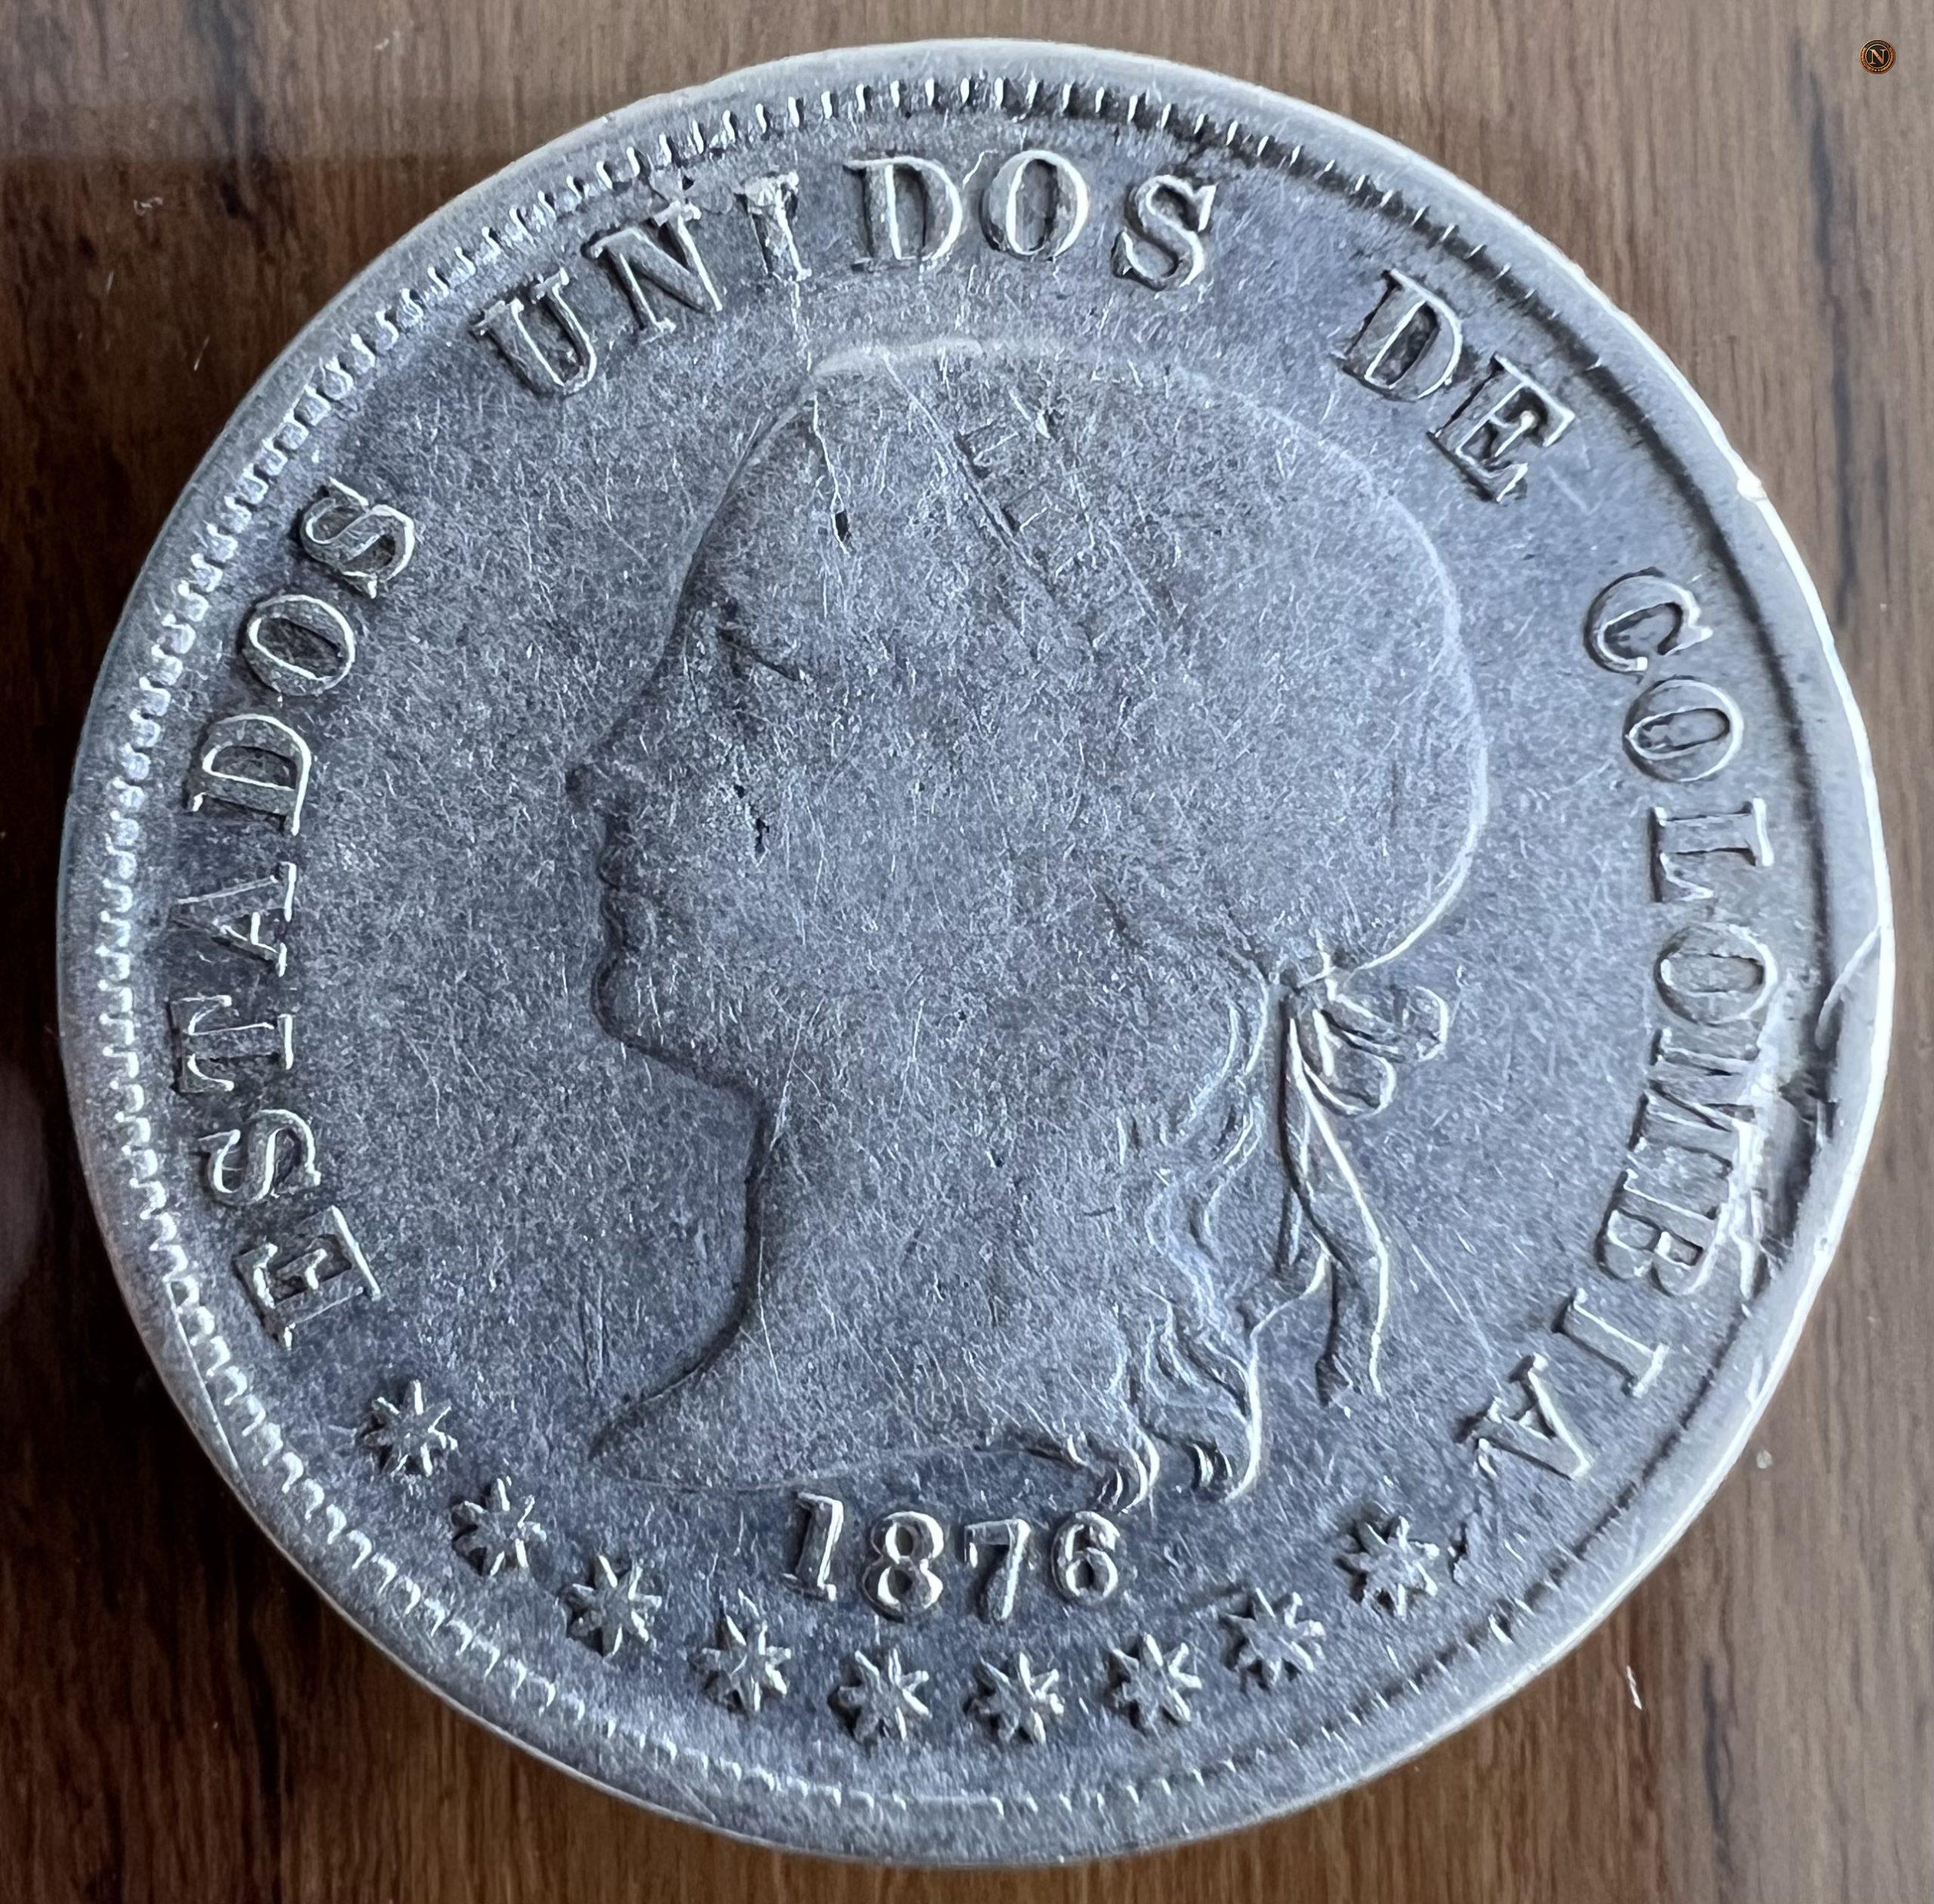 ESTADOS UNIDOS DE COLOMBIA
1876
N